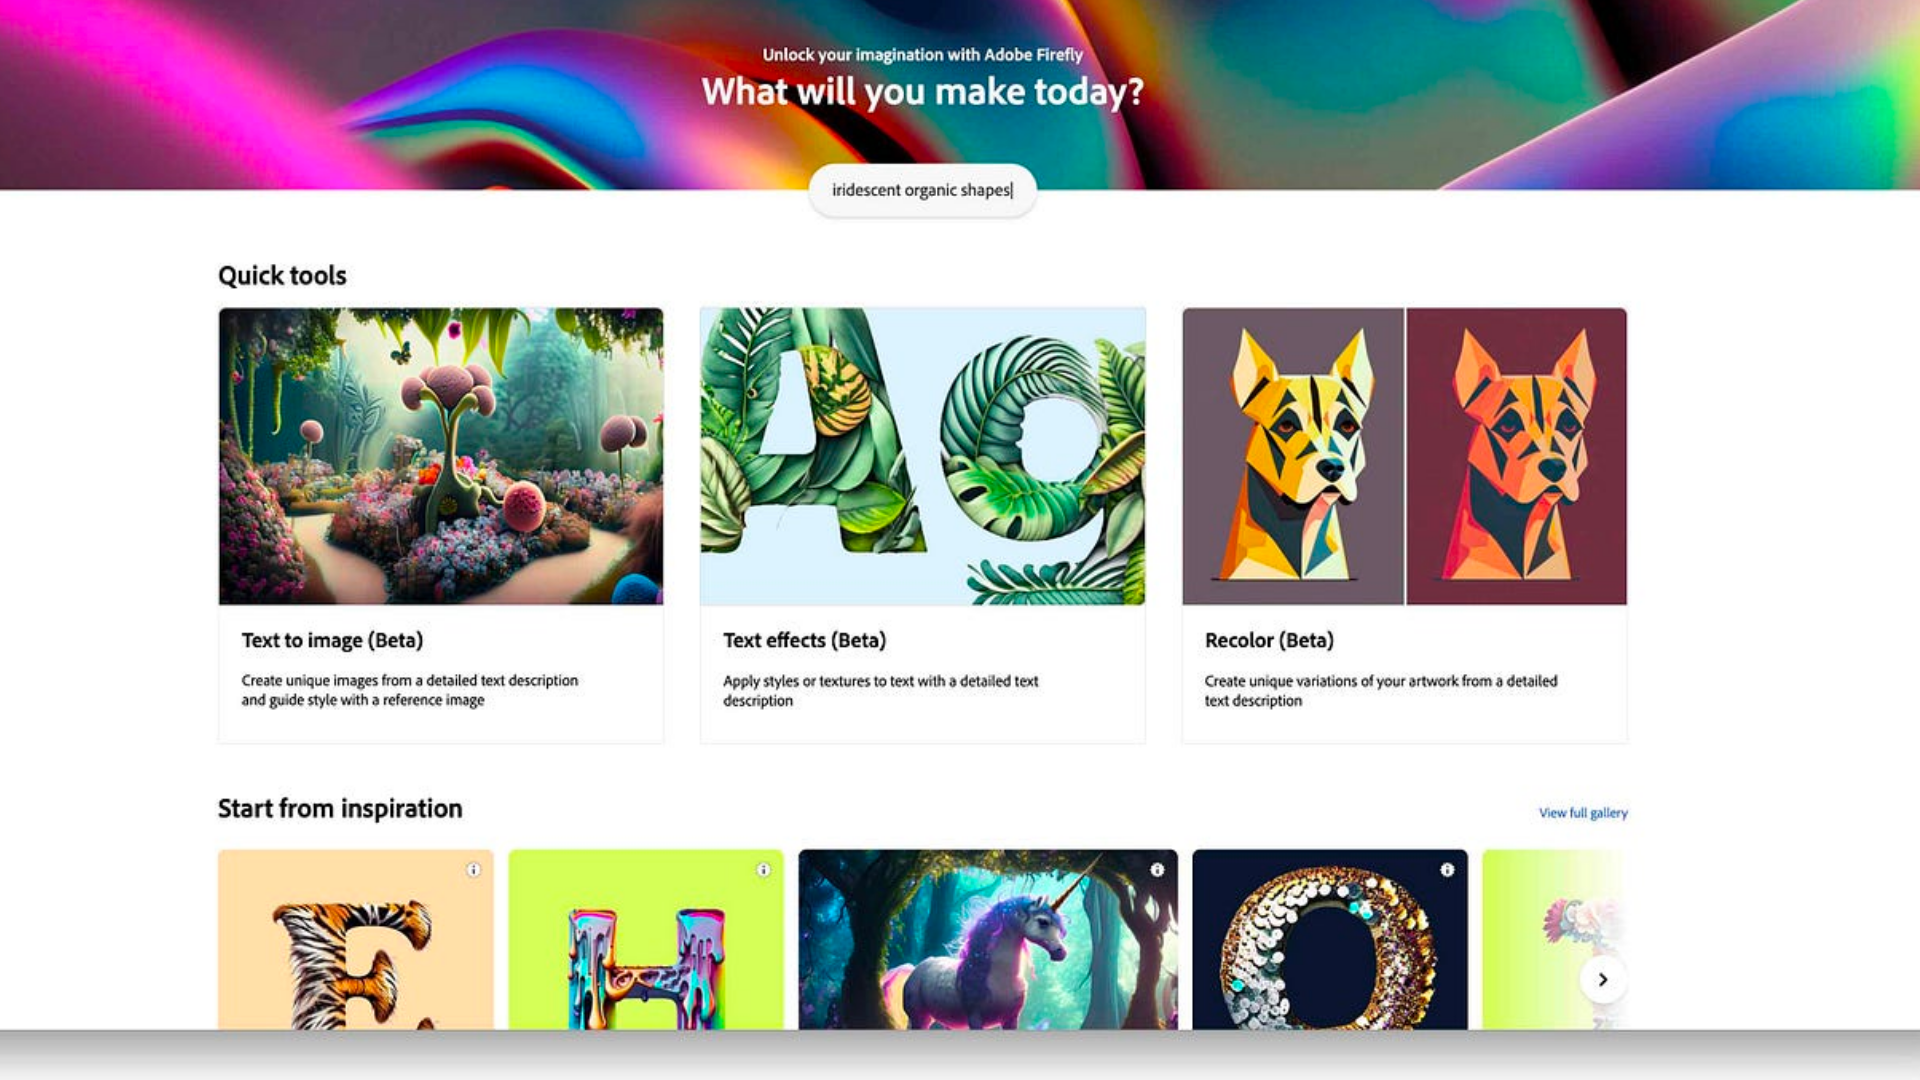 Unlock your imagination with Adobe Firefly
What will you make today?
iridescent organic shapes
Quick tools
Ag
Text to image (Beta)
Create unique images from a detailed text description
and guide style with a reference image
Text effects (Beta)
Apply styles or textures to text with a detailed text
description
Recolor (Beta)
Create unique variations of your artwork from a detailed
text description
Start from inspiration
View full gallery
E
H
O